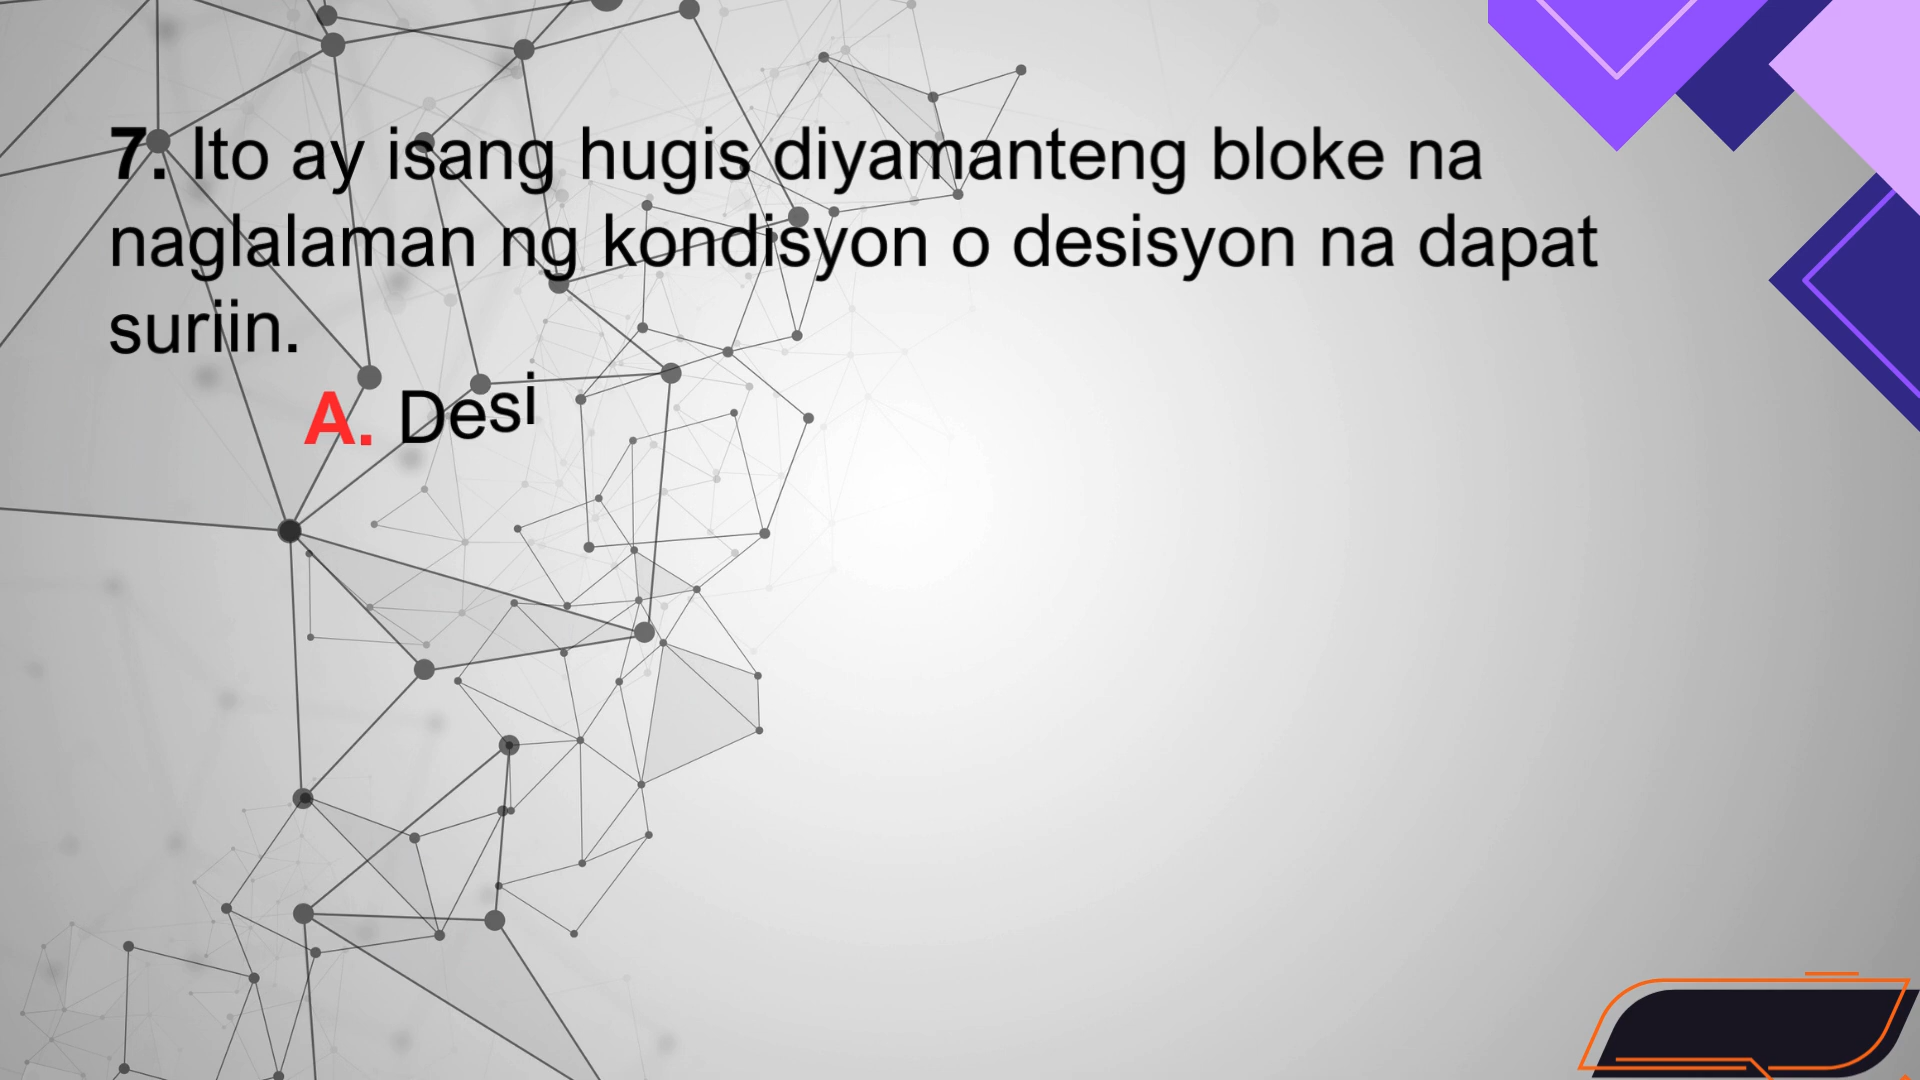 7. Ito ay isang hugis diyamanteng bloke na
naglalaman ng kondisyon o desisyon na dapat
suriin.
A. Desi